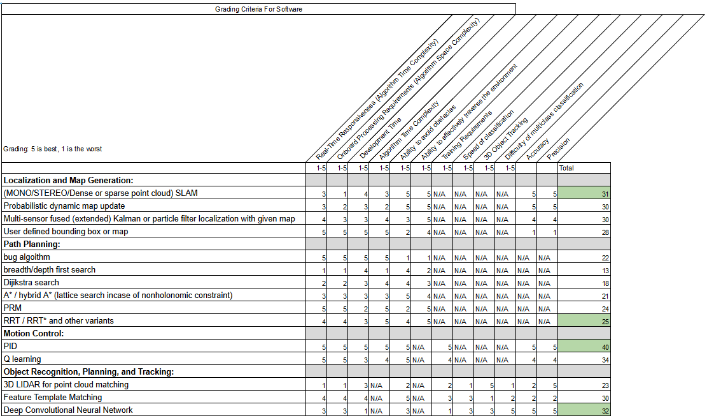 Grading Criteria For Software
Grading: 5 is best, 1 is the worst
Real-Time Responsiveness (Algorithm Time Complexity)
Onboard Processing Requirements (Algorithm Space Complexity)
Development Time
Algorithm Time Complexity
Ability to avoid obstacles
Ability to effectively traverse the environment
Training Requirements
Speed of classification
3D Object Tracking
Difficulty of multiclass classification
Accuracy
Precision
1-5 1-5 1-5 1-5 1-5 1-5 1-5 1-5 1-5 1-5 Total
Localization and Map Generation:
(MONO/STEREO/Dense or sparse point cloud) SLAM 3 1 4 3 5 5 N/A N/A N/A N/A 5 5 31
Probabilistic dynamic map update 3 2 3 2 5 5 N/A N/A N/A N/A 5 5 30
Multi-sensor fused (extended) Kalman or particle filter localization with given map 4 3 3 4 3 5 N/A N/A N/A N/A 4 4 30
User defined bounding box or map 5 5 5 5 2 4 N/A N/A N/A N/A 1 1 28
Path Planning:
bug algoithm 5 5 5 5 1 1 N/A N/A N/A N/A N/A N/A 22
breadth/depth first search 1 1 4 1 4 2 N/A N/A N/A N/A N/A N/A 13
Dijikstra search 2 2 3 4 4 3 N/A N/A N/A N/A N/A N/A 18
A* / hybrid A* (lattice search incase of nonholonomic constraint) 3 3 3 3 5 4 N/A N/A N/A N/A N/A N/A 21
PRM 5 5 2 5 2 5 N/A N/A N/A N/A N/A N/A 24
RRT / RRT* and other variants 4 4 3 5 4 5 N/A N/A N/A N/A N/A N/A 25
Motion Control:
PID 5 5 5 5 5 N/A 5 N/A N/A N/A 5 5 40
Q learning 5 5 3 4 5 N/A 4 N/A N/A N/A 4 4 34
Object Recognition, Planning, and Tracking:
3D LIDAR for point cloud matching 1 1 3 N/A 2 N/A 2 1 5 1 2 5 23
Feature Template Matching 4 4 4 N/A 5 N/A 3 3 1 2 2 2 30
Deep Convolutional Neural Network 3 3 1 N/A 3 N/A 1 3 3 5 5 5 32